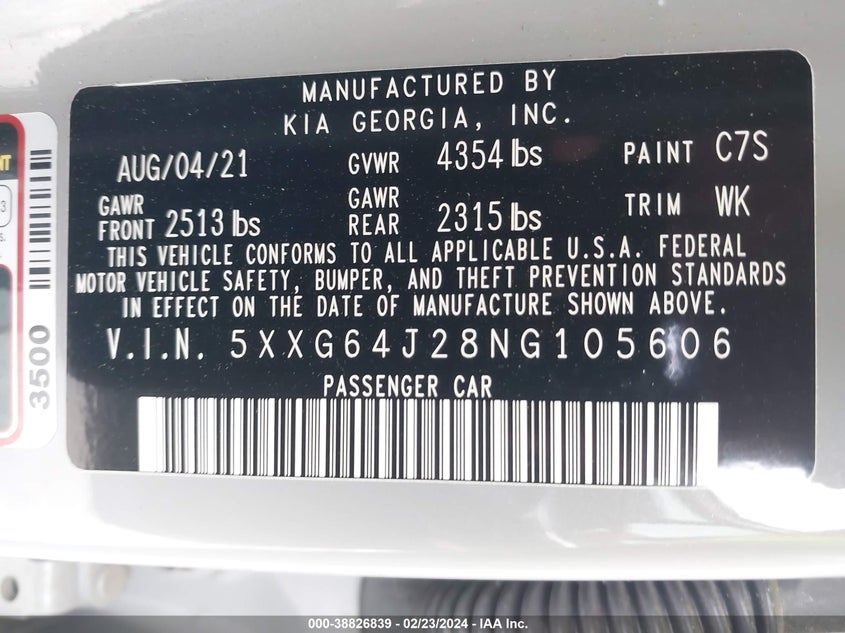 MANUFACTURED BY
KIA GEORGIA, INC.
AUG/04/21 GVWR 4354 lbs PAINT C7S
GAWR FRONT 2513 lbs GAWR REAR 2315 lbs TRIM WK
THIS VEHICLE CONFORMS TO ALL APPLICABLE U.S.A. FEDERAL
MOTOR VEHICLE SAFETY, BUMPER, AND THEFT PREVENTION STANDARDS
IN EFFECT ON THE DATE OF MANUFACTURE SHOWN ABOVE.
V.I.N. 5XXG64J28NG105606
PASSENGER CAR
3500
000-38826839 / 02/23/2024 - IAA Inc.